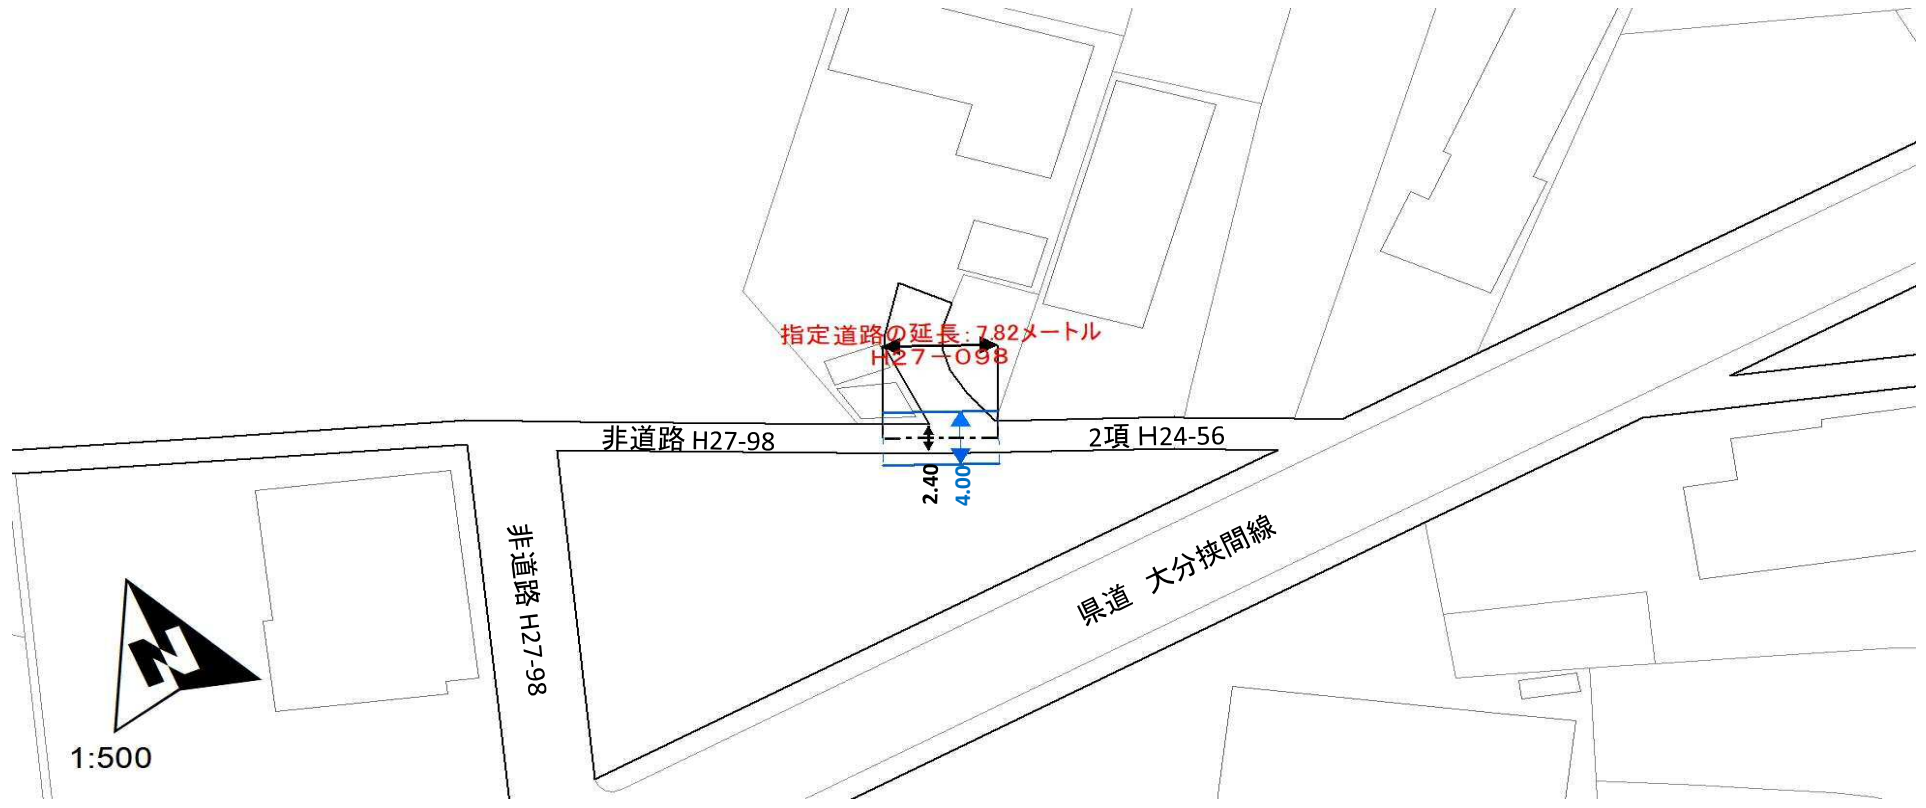 指定道路の延長:7.82メートル
H27-098
非道路 H27-98
2項 H24-56
2.40
4.00
非道路 H27-98
県道 大分挾間線
N
1:500